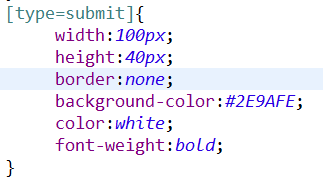 [type=submit]{
width:100px;
height:40px;
border:none;
background-color:#2E9AFE;
color:white;
font-weight:bold;
}